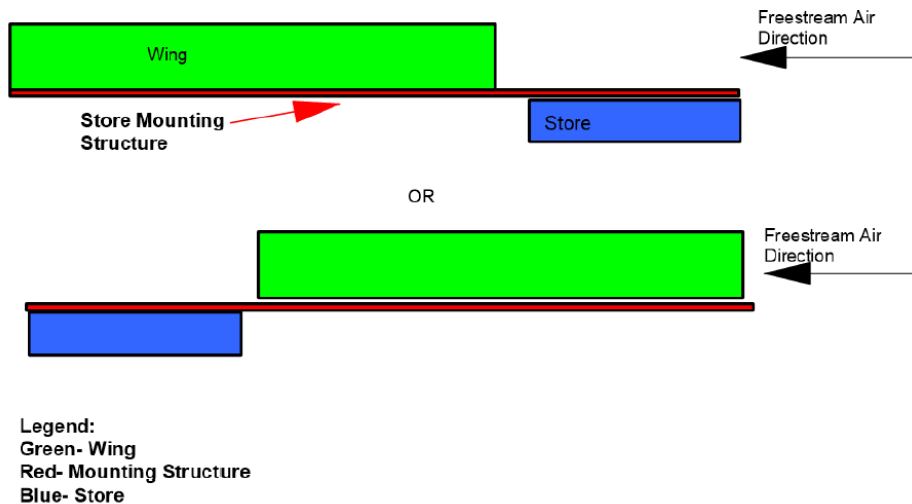 Freestream Air
Direction
Wing
Store Mounting
Structure
Store
OR
Freestream Air
Direction
Legend:
Green- Wing
Red- Mounting Structure
Blue- Store